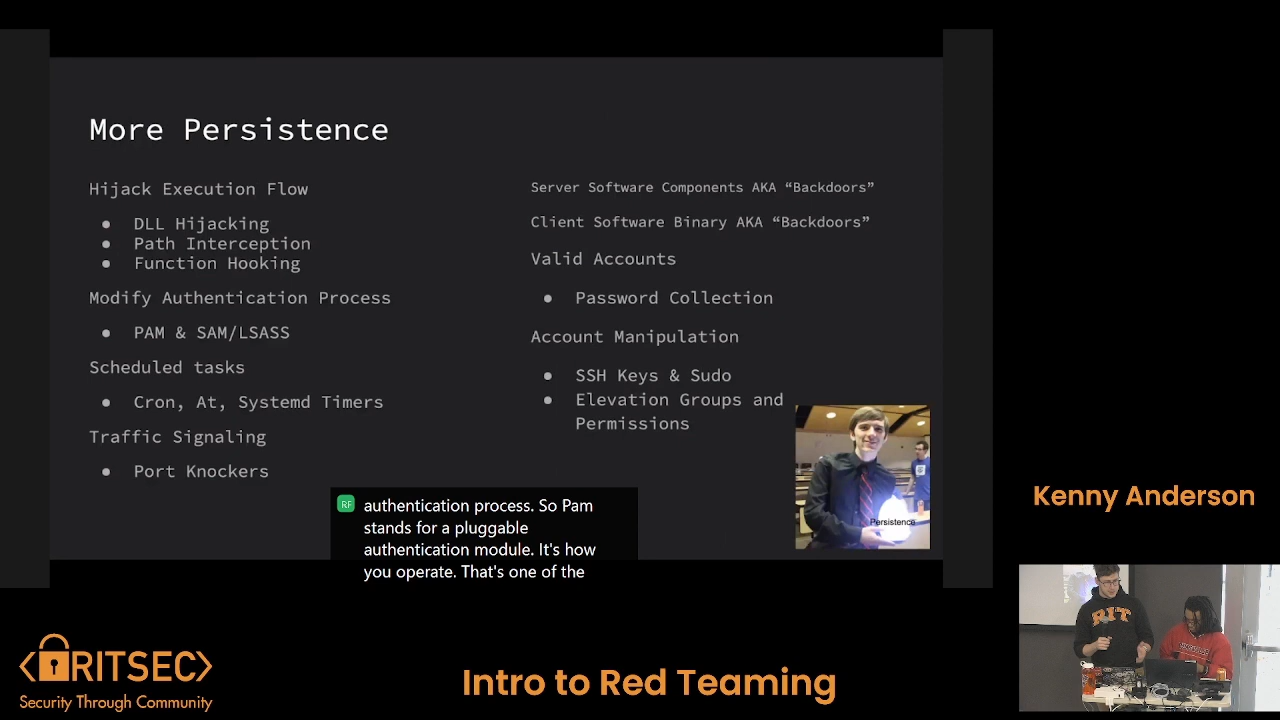 More Persistence
Hijack Execution Flow
● DLL Hijacking
● Path Interception
● Function Hooking
Modify Authentication Process
● PAM & SAM/LSASS
Scheduled tasks
● Cron, At, Systemd Timers
Traffic Signaling
● Port Knockers
Server Software Components AKA “Backdoors”
Client Software Binary AKA “Backdoors”
Valid Accounts
● Password Collection
Account Manipulation
● SSH Keys & Sudo
● Elevation Groups and
Permissions
Persistence
RF
authentication process. So Pam
stands for a pluggable
authentication module. It's how
you operate. That's one of the
Kenny Anderson
RIT
RITSEC
Security Through Community
Intro to Red Teaming